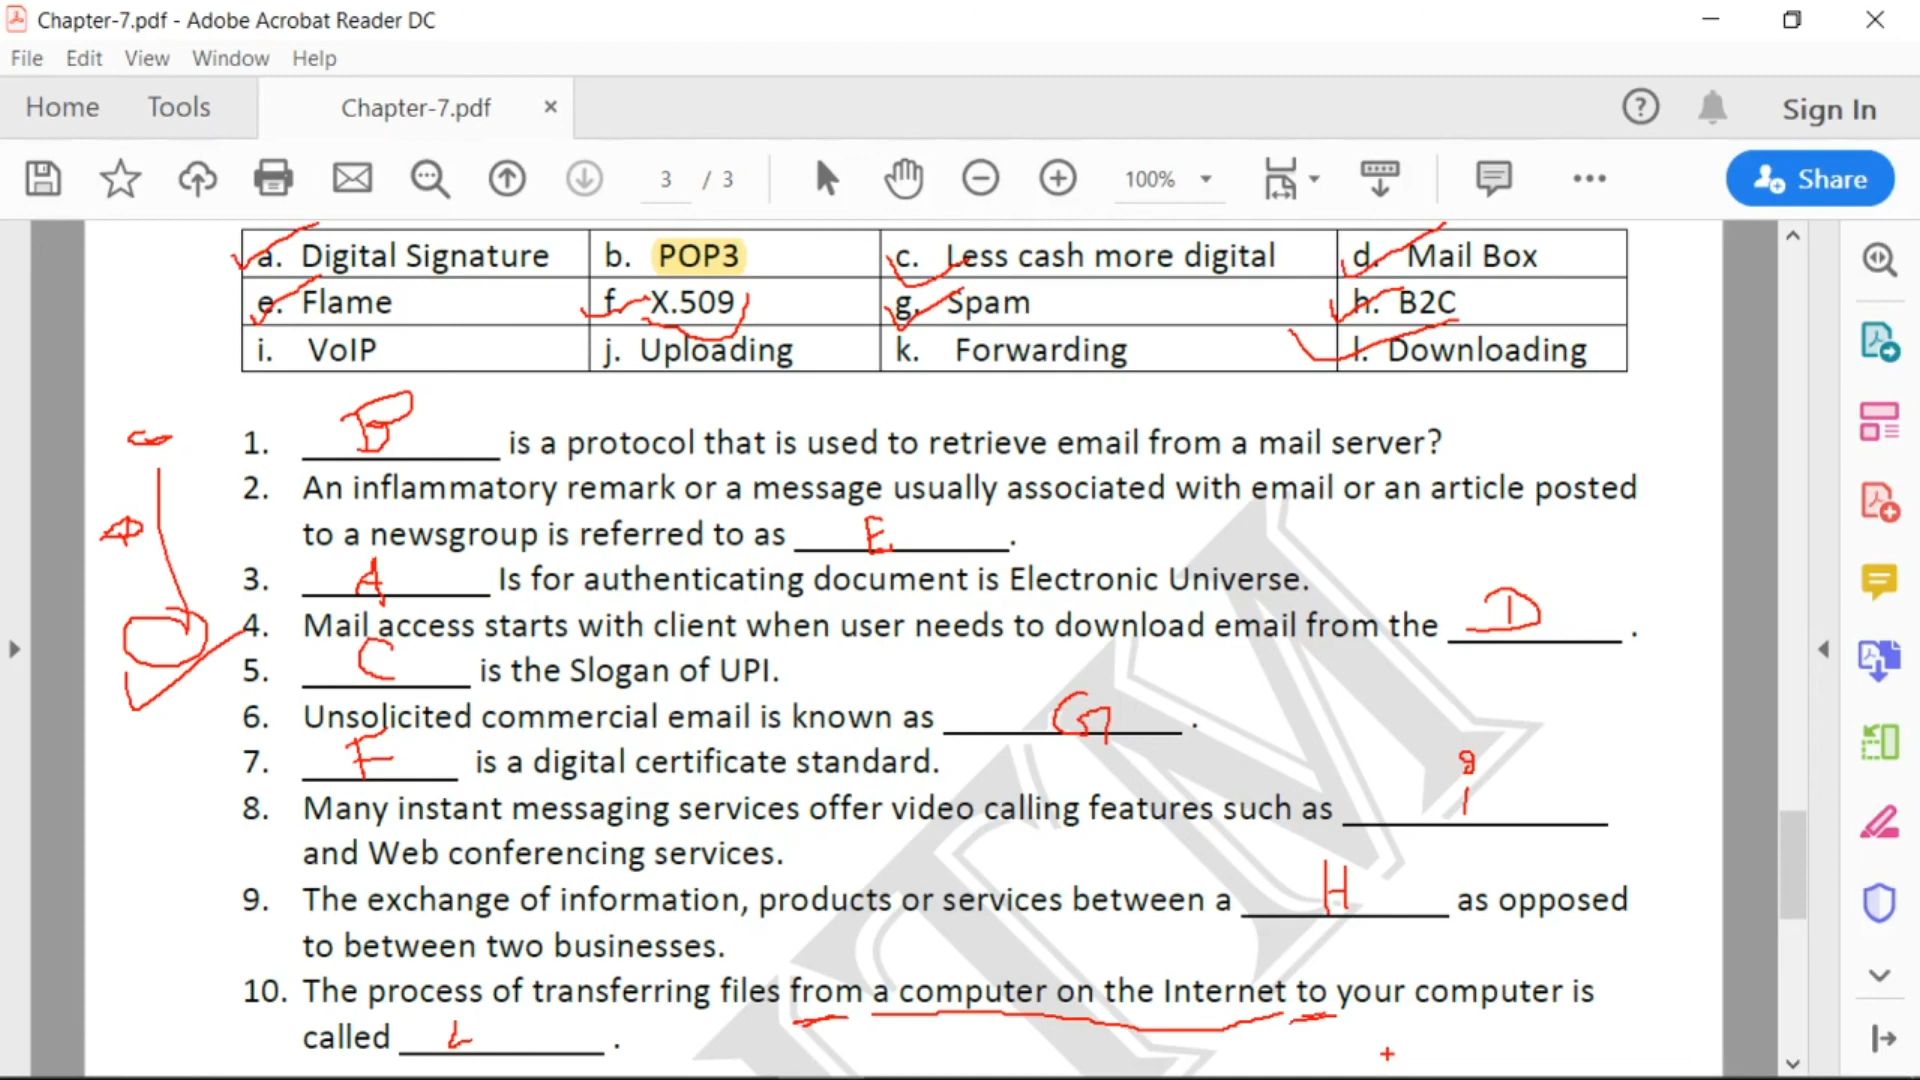 Chapter-7.pdf - Adobe Acrobat Reader DC
File Edit View Window Help
Home Tools Chapter-7.pdf × Sign In
3 / 3 100% Share
a. Digital Signature b. POP3 c. Less cash more digital d. Mail Box
e. Flame f. X.509 g. Spam h. B2C
i. VoIP j. Uploading k. Forwarding l. Downloading
1. B is a protocol that is used to retrieve email from a mail server?
2. An inflammatory remark or a message usually associated with email or an article posted
to a newsgroup is referred to as E.
3. A Is for authenticating document is Electronic Universe.
4. Mail access starts with client when user needs to download email from the D .
5. C is the Slogan of UPI.
6. Unsolicited commercial email is known as G .
7. F is a digital certificate standard.
8. Many instant messaging services offer video calling features such as i
and Web conferencing services.
9. The exchange of information, products or services between a H as opposed
to between two businesses.
10. The process of transferring files from a computer on the Internet to your computer is
called L .